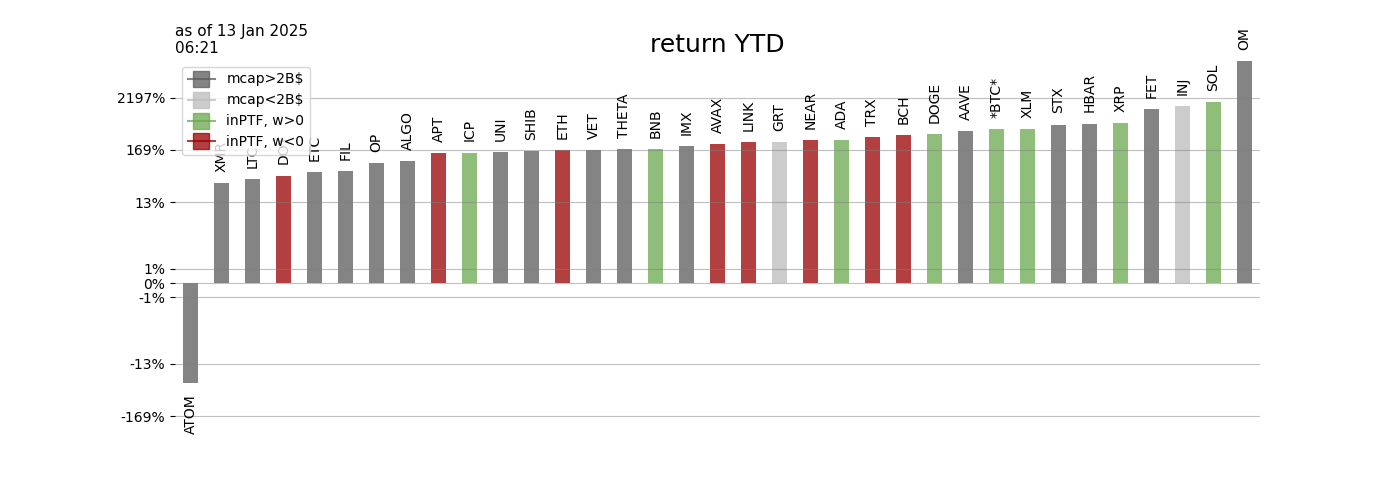 as of 13 Jan 2025
06:21
return YTD
mcap>2B$
mcap<2B$
inPTF, w>0
inPTF, w<0
2197%
169%
13%
1%
0%
-1%
-13%
-169%
ATOM
XMR
LTC
ETC
FIL
OP
ALGO
APT
ICP
UNI
SHIB
ETH
VET
THETA
BNB
IMX
AVAX
LINK
GRT
NEAR
ADA
TRX
BCH
DOGE
AAVE
*BTC*
XLM
STX
HBAR
XRP
FET
INJ
SOL
OM